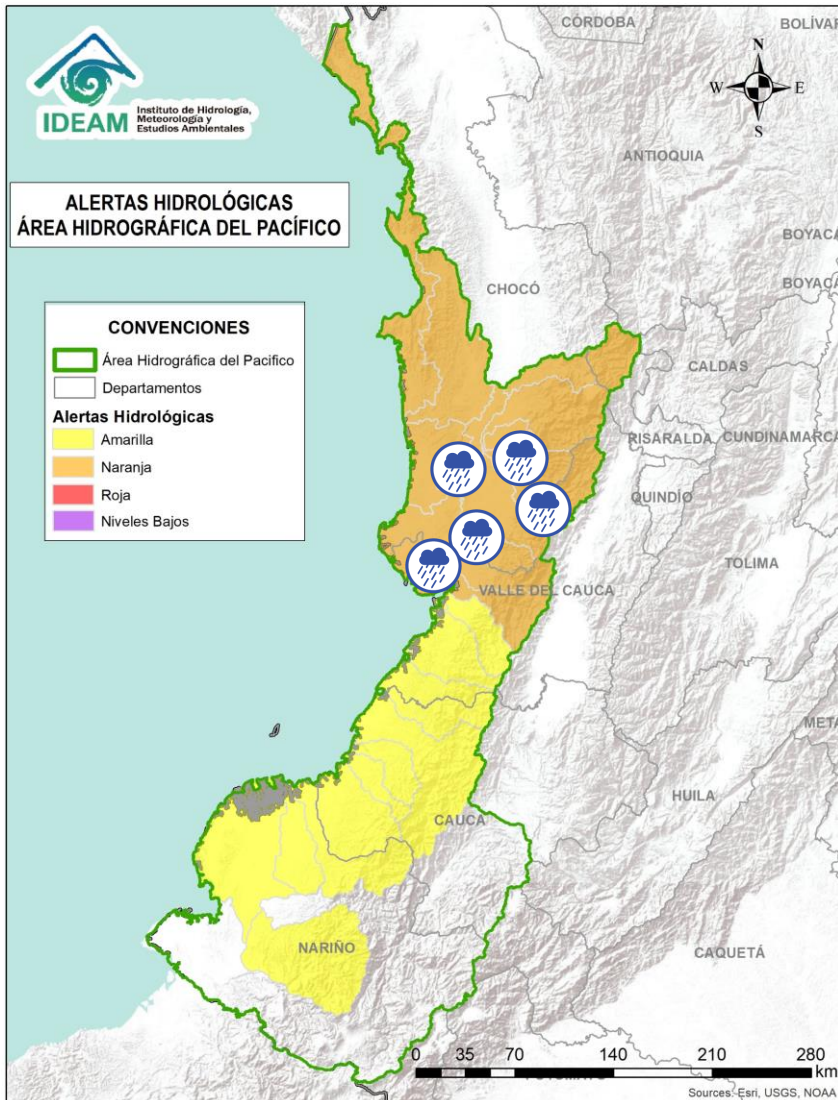 CÓRDOBA
BOLÍVAR
N
W
E
S
IDEAM
Instituto de Hidrología,
Meteorología y
Estudios Ambientales
ANTIOQUIA
ALERTAS HIDROLÓGICAS
ÁREA HIDROGRÁFICA DEL PACÍFICO
BOYACÁ
BOYACÁ
CHOCÓ
CONVENCIONES
Área Hidrográfica del Pacifico
Departamentos
Alertas Hidrológicas
Amarilla
Naranja
Roja
Niveles Bajos
CALDAS
RISARALDA
CUNDINAMARCA
QUINDÍO
TOLIMA
VALLE DEL CAUCA
META
HUILA
CAUCA
NARIÑO
CAQUETÁ
0 35 70 140 210 280
km
Sources: Esri, USGS, NOAA